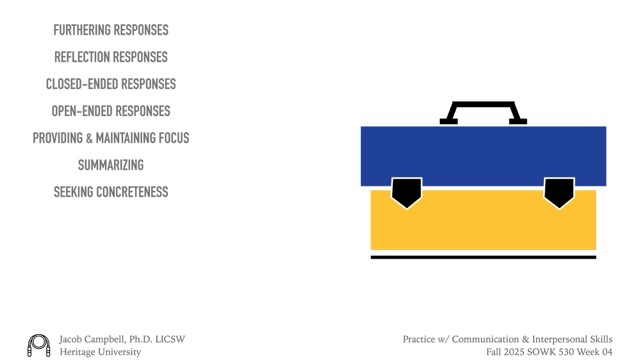 FURTHERING RESPONSES
REFLECTION RESPONSES
CLOSED-ENDED RESPONSES
OPEN-ENDED RESPONSES
PROVIDING & MAINTAINING FOCUS
SUMMARIZING
SEEKING CONCRETENESS
Jacob Campbell, Ph.D. LICSW
Heritage University
Practice w/ Communication & Interpersonal Skills
Fall 2025 SOWK 530 Week 04